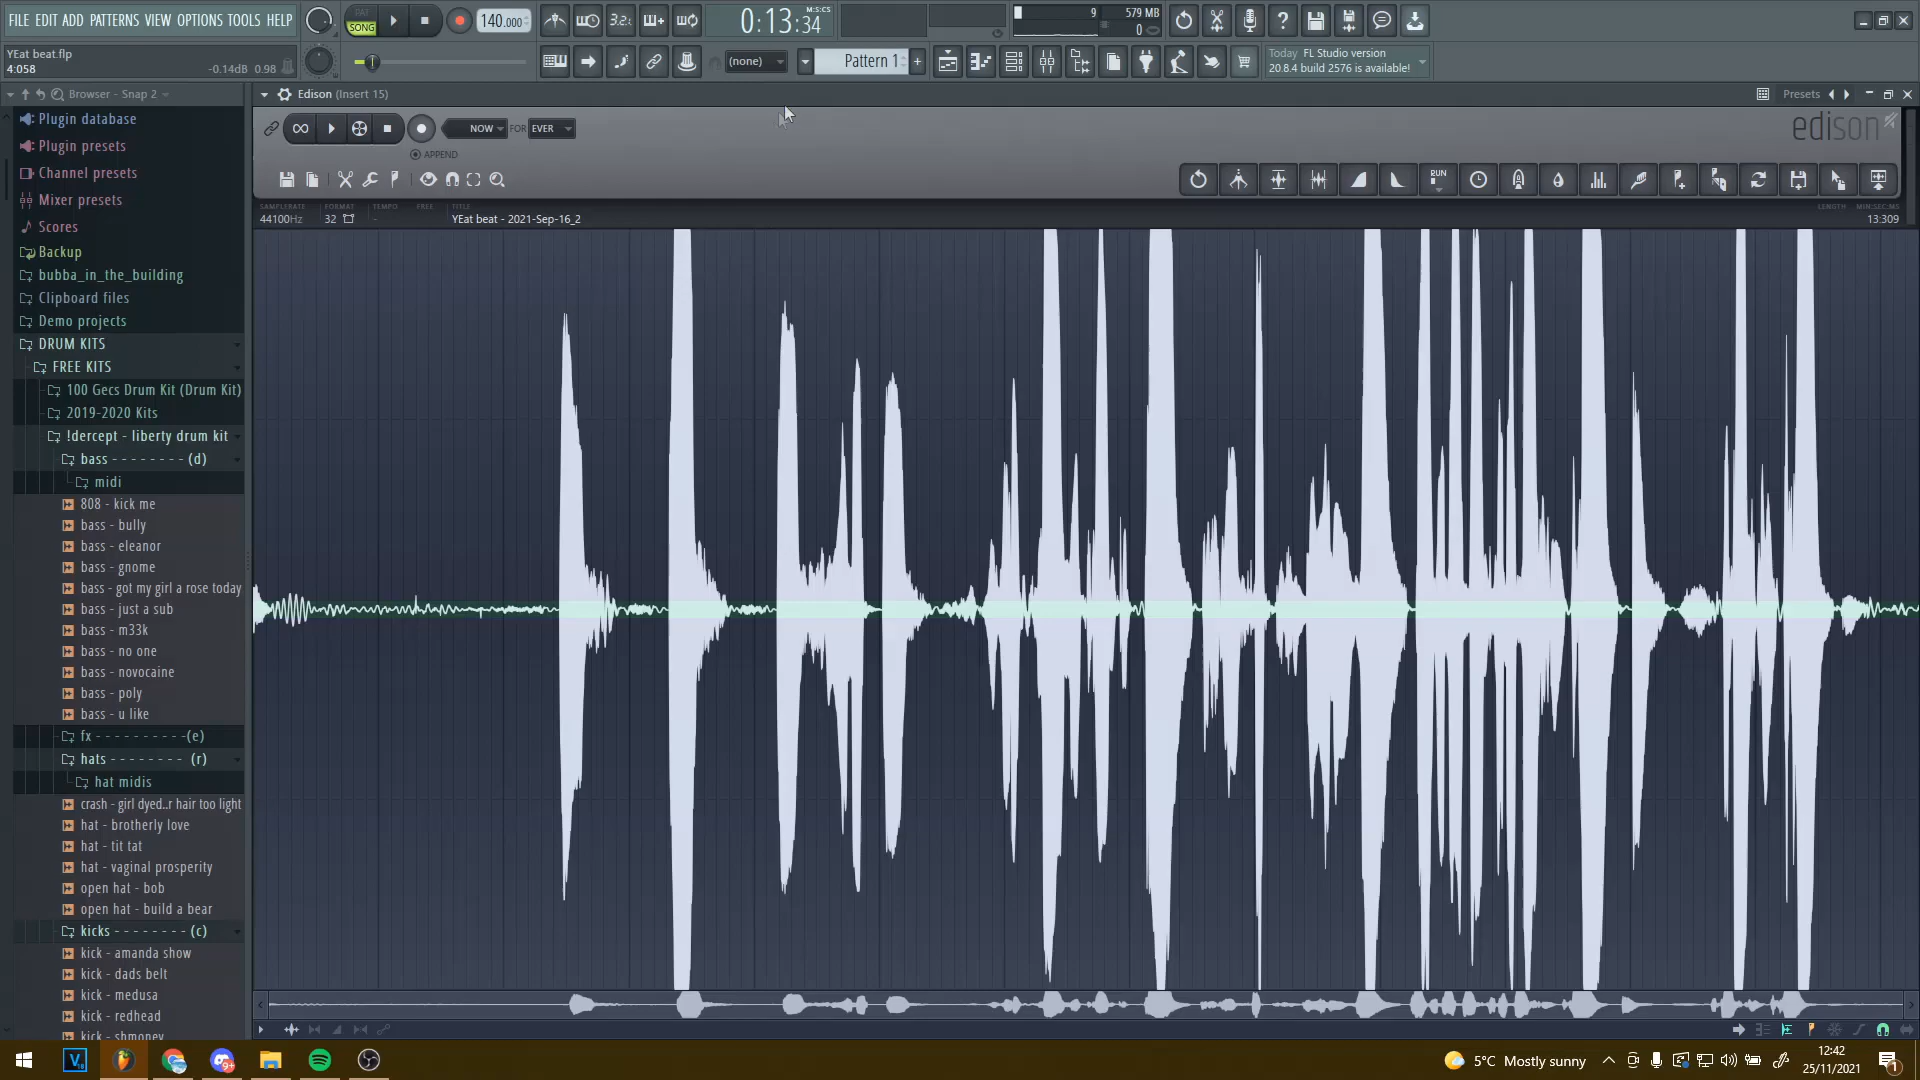 FILE EDIT ADD PATTERNS VIEW OPTIONS TOOLS HELP
PAT
SONG
140.000
3.2.c
0:13:34
M:S:CS
9
579 MB
0
YEat beat.flp
4:058
-0.14dB 0.98
(none)
Pattern 1
Today FL Studio version
20.8.4 build 2576 is available!
Browser - Snap 2
Edison (Insert 15)
Presets
Plugin database
Plugin presets
Channel presets
Mixer presets
Scores
Backup
bubba_in_the_building
Clipboard files
Demo projects
DRUM KITS
FREE KITS
100 Gecs Drum Kit (Drum Kit)
2019-2020 Kits
!dercept - liberty drum kit
bass - - - - - - - - (d)
midi
808 - kick me
bass - bully
bass - eleanor
bass - gnome
bass - got my girl a rose today
bass - just a sub
bass - m33k
bass - no one
bass - novocaine
bass - poly
bass - u like
fx - - - - - - - - - -(e)
hats - - - - - - - - (r)
hat midis
crash - girl dyed..r hair too light
hat - brotherly love
hat - tit tat
hat - vaginal prosperity
open hat - bob
open hat - build a bear
kicks - - - - - - - - (c)
kick - amanda show
kick - dads belt
kick - medusa
kick - redhead
kick - shmoney
NOW
FOR
EVER
APPEND
edison
RUN
SAMPLERATE
FORMAT
TEMPO
FREE
TITLE
LENGTH
MIN:SEC:MS
44100Hz
32
-
YEat beat - 2021-Sep-16_2
13:309
9+
5°C Mostly sunny
12:42
25/11/2021
1